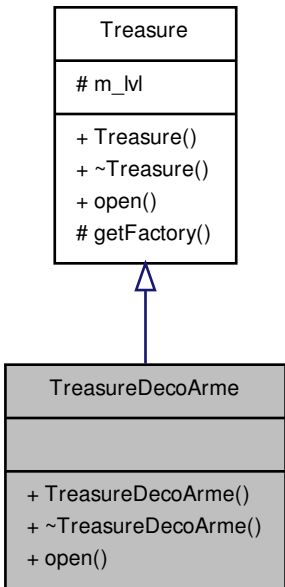 Treasure
# m_lvl
+ Treasure()
+ ~Treasure()
+ open()
# getFactory()
TreasureDecoArme
+ TreasureDecoArme()
+ ~TreasureDecoArme()
+ open()